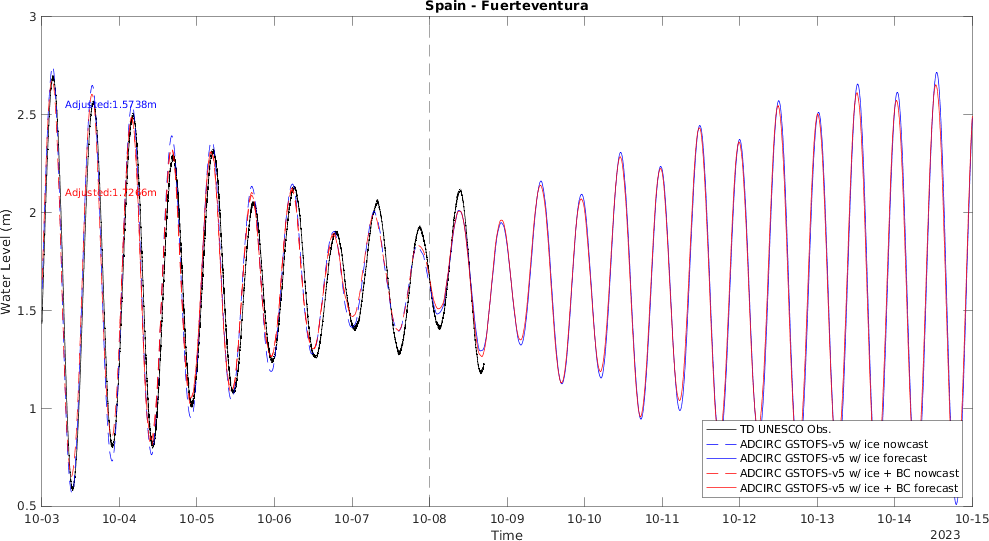 Spain - Fuerteventura
3
2.5
2
1.5
1
0.5
Water Level (m)
Adjusted:1.5738m
Adjusted:1.7266m
TD UNESCO Obs.
ADCIRC GSTOFS-v5 w/ ice nowcast
ADCIRC GSTOFS-v5 w/ ice forecast
ADCIRC GSTOFS-v5 w/ ice + BC nowcast
ADCIRC GSTOFS-v5 w/ ice + BC forecast
10-03 10-04 10-05 10-06 10-07 10-08 10-09 10-10 10-11 10-12 10-13 10-14 10-15
Time
2023